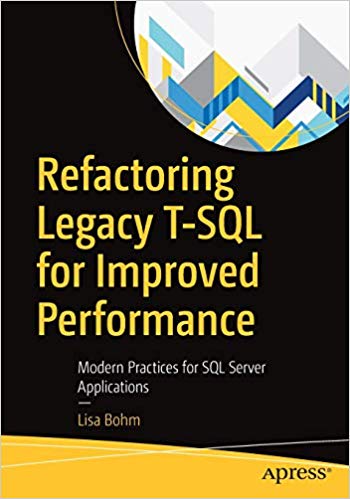 Refactoring
Legacy T-SQL
for Improved
Performance
Modern Practices for SQL Server
Applications
—
Lisa Bohm
Apress®